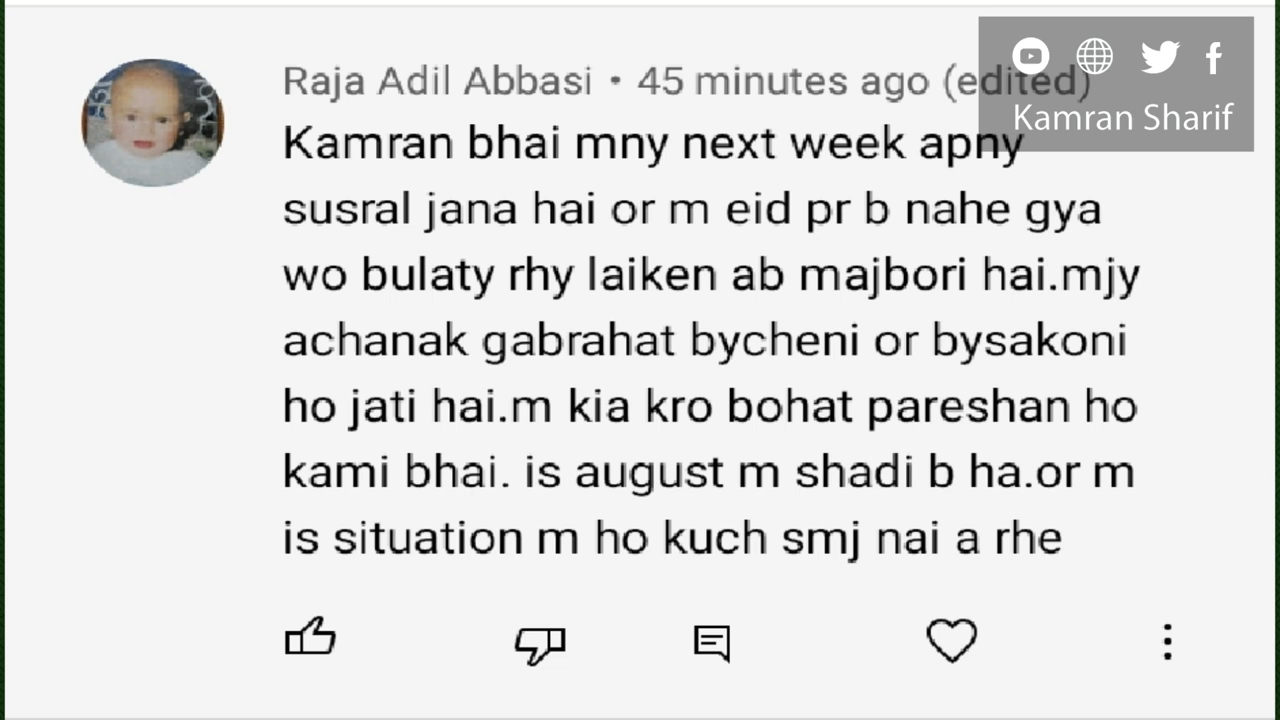 Raja Adil Abbasi • 45 minutes ago (edited)
Kamran Sharif
Kamran bhai mny next week apny
susral jana hai or m eid pr b nahe gya
wo bulaty rhy laiken ab majbori hai.mjy
achanak gabrahat bycheni or bysakoni
ho jati hai.m kia kro bohat pareshan ho
kami bhai. is august m shadi b ha.or m
is situation m ho kuch smj nai a rhe